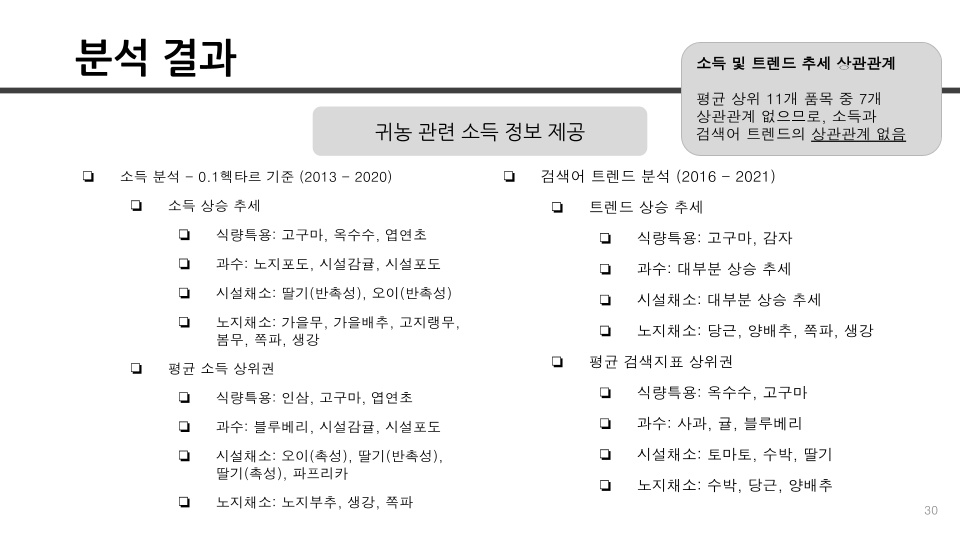 분석 결과
소득 및 트렌드 추세 상관관계
평균 상위 11개 품목 중 7개
상관관계 없으므로, 소득과
검색어 트렌드의 상관관계 없음
귀농 관련 소득 정보 제공
❏ 소득 분석 – 0.1헥타르 기준 (2013 – 2020)
❏ 소득 상승 추세
❏ 식량특용: 고구마, 옥수수, 엽연초
❏ 과수: 노지포도, 시설감귤, 시설포도
❏ 시설채소: 딸기(반촉성), 오이(반촉성)
❏ 노지채소: 가을무, 가을배추, 고지랭무,
봄무, 쪽파, 생강
❏ 평균 소득 상위권
❏ 식량특용: 인삼, 고구마, 엽연초
❏ 과수: 블루베리, 시설감귤, 시설포도
❏ 시설채소: 오이(촉성), 딸기(반촉성),
딸기(촉성), 파프리카
❏ 노지채소: 노지부추, 생강, 쪽파
❏ 검색어 트렌드 분석 (2016 – 2021)
❏ 트렌드 상승 추세
❏ 식량특용: 고구마, 감자
❏ 과수: 대부분 상승 추세
❏ 시설채소: 대부분 상승 추세
❏ 노지채소: 당근, 양배추, 쪽파, 생강
❏ 평균 검색지표 상위권
❏ 식량특용: 옥수수, 고구마
❏ 과수: 사과, 귤, 블루베리
❏ 시설채소: 토마토, 수박, 딸기
❏ 노지채소: 수박, 당근, 양배추
30